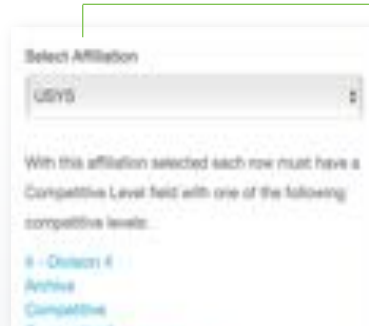 Select Affiliation
USYS
With this affiliation selected each row must have a
Competitive Level field with one of the following
competitive levels:
4 - Division 4
Archive
Competitive